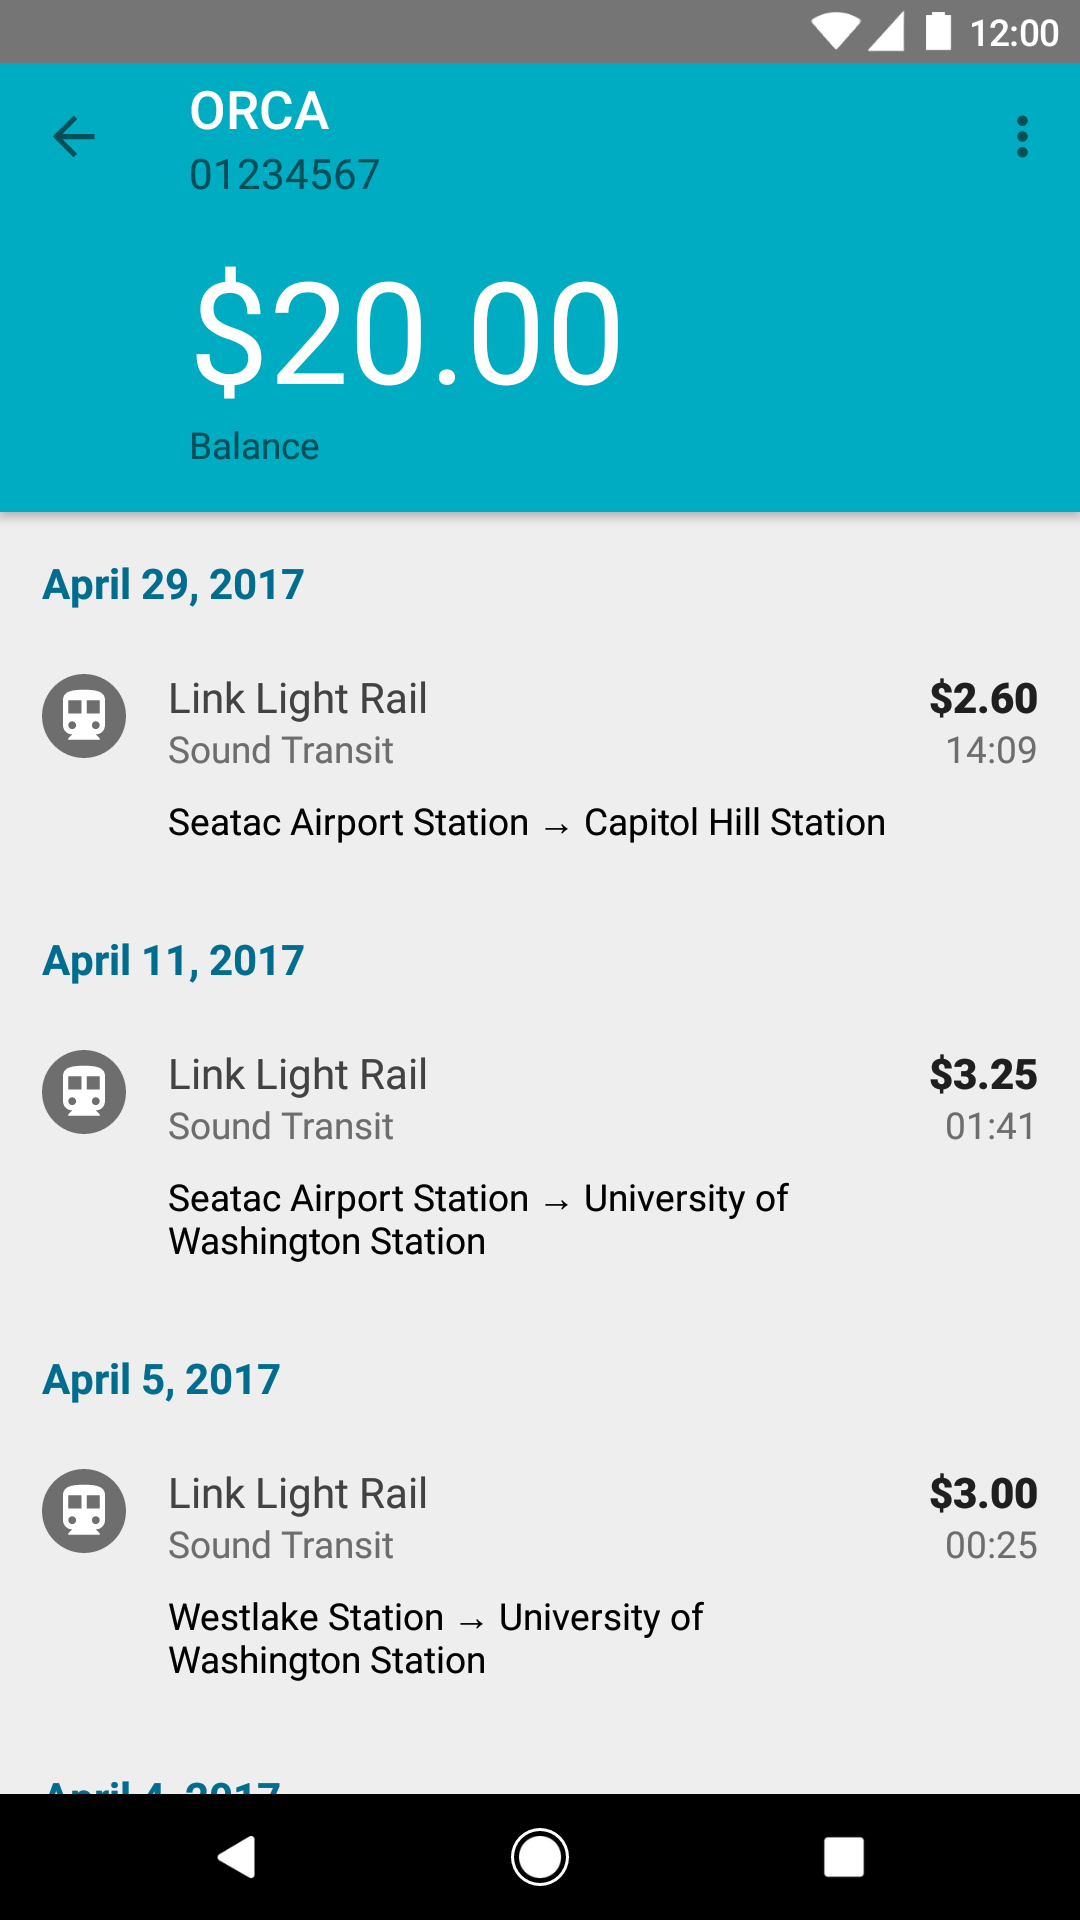 12:00
ORCA
01234567
$20.00
Balance
April 29, 2017
Link Light Rail
$2.60
Sound Transit
14:09
Seatac Airport Station → Capitol Hill Station
April 11, 2017
Link Light Rail
$3.25
Sound Transit
01:41
Seatac Airport Station → University of
Washington Station
April 5, 2017
Link Light Rail
$3.00
Sound Transit
00:25
Westlake Station → University of
Washington Station
April 4, 2017